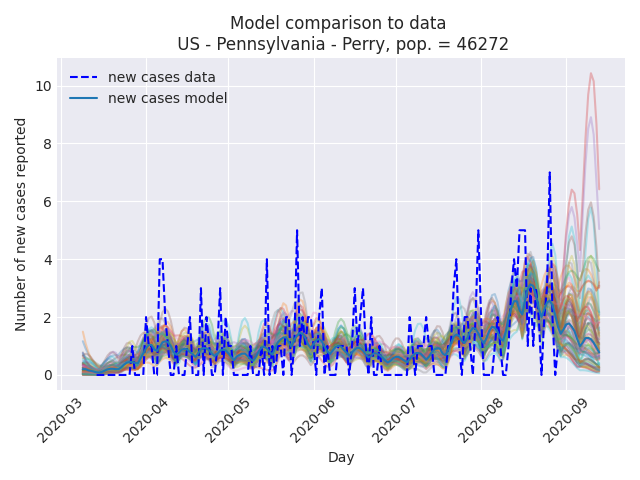 Model comparison to data
US - Pennsylvania - Perry, pop. = 46272
new cases data
new cases model
Number of new cases reported
10
8
6
4
2
0
2020-03
2020-04
2020-05
2020-06
2020-07
2020-08
2020-09
Day